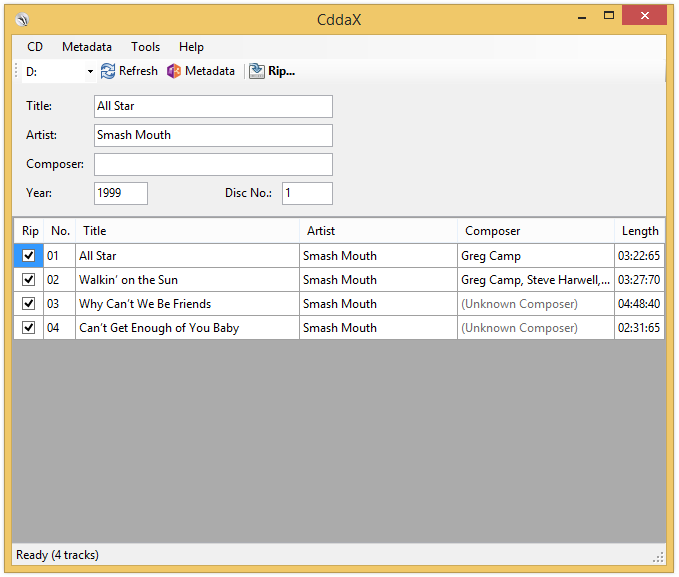 CddaX
CD Metadata Tools Help
D: Refresh Metadata Rip...
Title: All Star
Artist: Smash Mouth
Composer:
Year: 1999 Disc No.: 1
Rip No. Title Artist Composer Length
01 All Star Smash Mouth Greg Camp 03:22:65
02 Walkin’ on the Sun Smash Mouth Greg Camp, Steve Harwell,... 03:27:70
03 Why Can’t We Be Friends Smash Mouth (Unknown Composer) 04:48:40
04 Can’t Get Enough of You Baby Smash Mouth (Unknown Composer) 02:31:65
Ready (4 tracks)